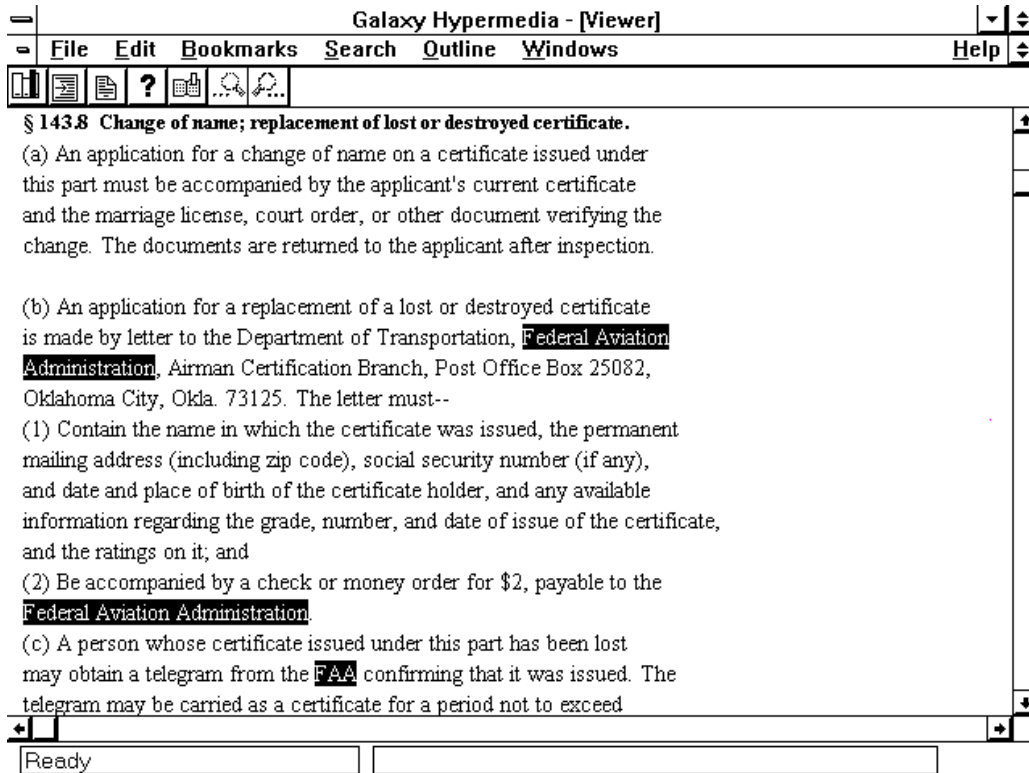 Galaxy Hypermedia - [Viewer]
File Edit Bookmarks Search Outline Windows Help
?
§ 143.8 Change of name; replacement of lost or destroyed certificate.
(a) An application for a change of name on a certificate issued under
this part must be accompanied by the applicant's current certificate
and the marriage license, court order, or other document verifying the
change. The documents are returned to the applicant after inspection.
(b) An application for a replacement of a lost or destroyed certificate
is made by letter to the Department of Transportation, Federal Aviation
Administration, Airman Certification Branch, Post Office Box 25082,
Oklahoma City, Okla. 73125. The letter must--
(1) Contain the name in which the certificate was issued, the permanent
mailing address (including zip code), social security number (if any),
and date and place of birth of the certificate holder, and any available
information regarding the grade, number, and date of issue of the certificate,
and the ratings on it; and
(2) Be accompanied by a check or money order for $2, payable to the
Federal Aviation Administration.
(c) A person whose certificate issued under this part has been lost
may obtain a telegram from the FAA confirming that it was issued. The
telegram may be carried as a certificate for a period not to exceed
Ready